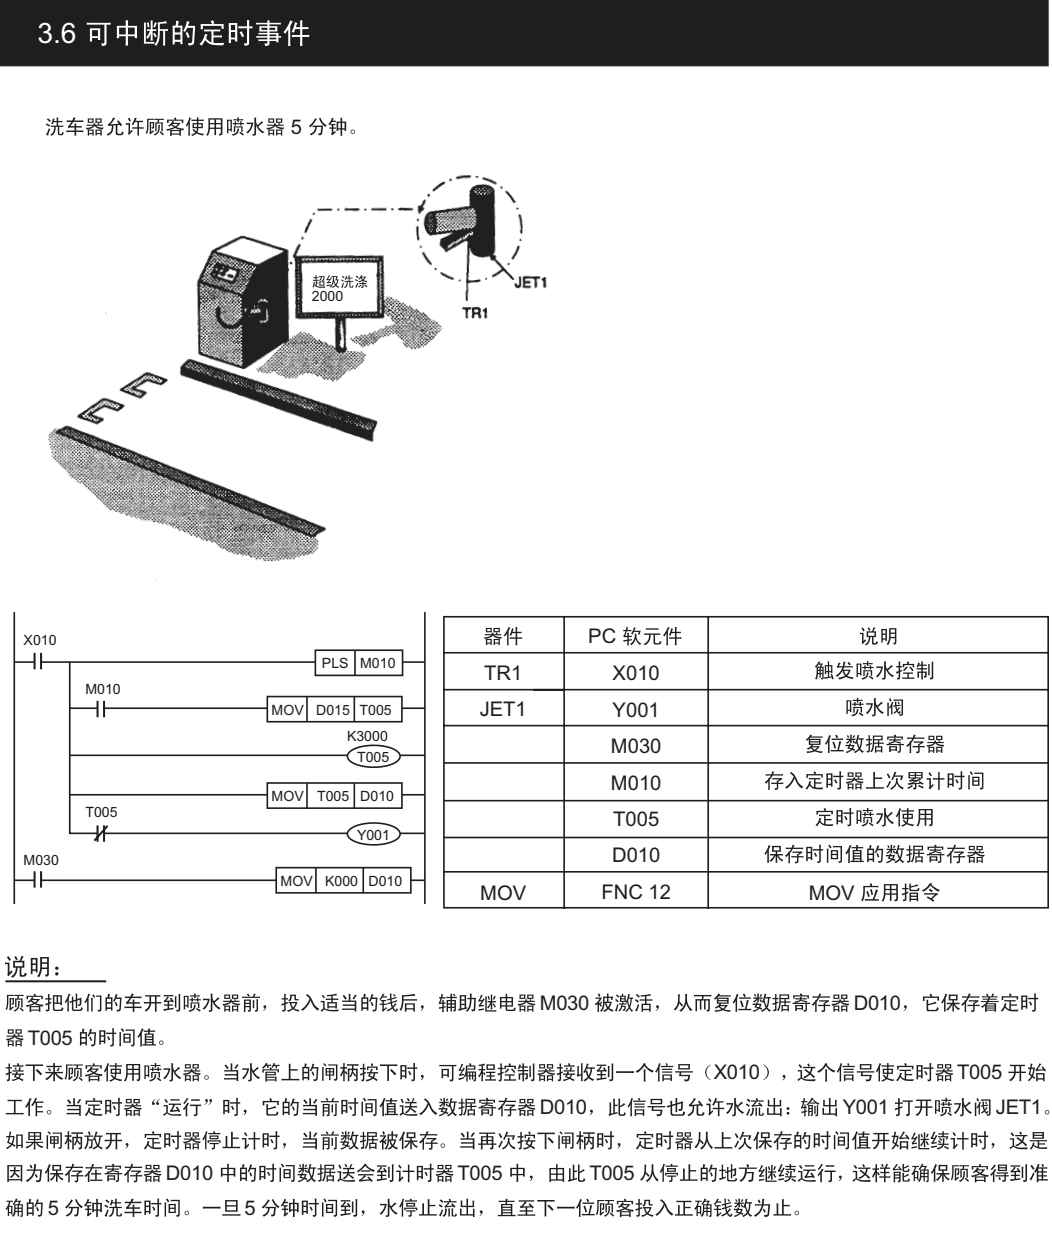 3.6 可中断的定时事件
洗车器允许顾客使用喷水器 5 分钟。
超级洗涤
2000
JET1
TR1
X010
PLS M010
M010
MOV D015 T005
K3000
T005
MOV T005 D010
T005
Y001
M030
MOV K000 D010
器件 PC 软元件 说明
TR1 X010 触发喷水控制
JET1 Y001 喷水阀
M030 复位数据寄存器
M010 存入定时器上次累计时间
T005 定时喷水使用
D010 保存时间值的数据寄存器
MOV FNC 12 MOV 应用指令
说明：
顾客把他们的车开到喷水器前，投入适当的钱后，辅助继电器 M030 被激活，从而复位数据寄存器 D010，它保存着定时
器 T005 的时间值。
接下来顾客使用喷水器。当水管上的闸柄按下时，可编程控制器接收到一个信号（X010），这个信号使定时器 T005 开始
工作。当定时器“运行”时，它的当前时间值送入数据寄存器 D010，此信号也允许水流出：输出 Y001 打开喷水阀 JET1。
如果闸柄放开，定时器停止计时，当前数据被保存。当再次按下闸柄时，定时器从上次保存的时间值开始继续计时，这是
因为保存在寄存器 D010 中的时间数据送会到计时器 T005 中，由此 T005 从停止的地方继续运行，这样能确保顾客得到准
确的 5 分钟洗车时间。一旦 5 分钟时间到，水停止流出，直至下一位顾客投入正确钱数为止。